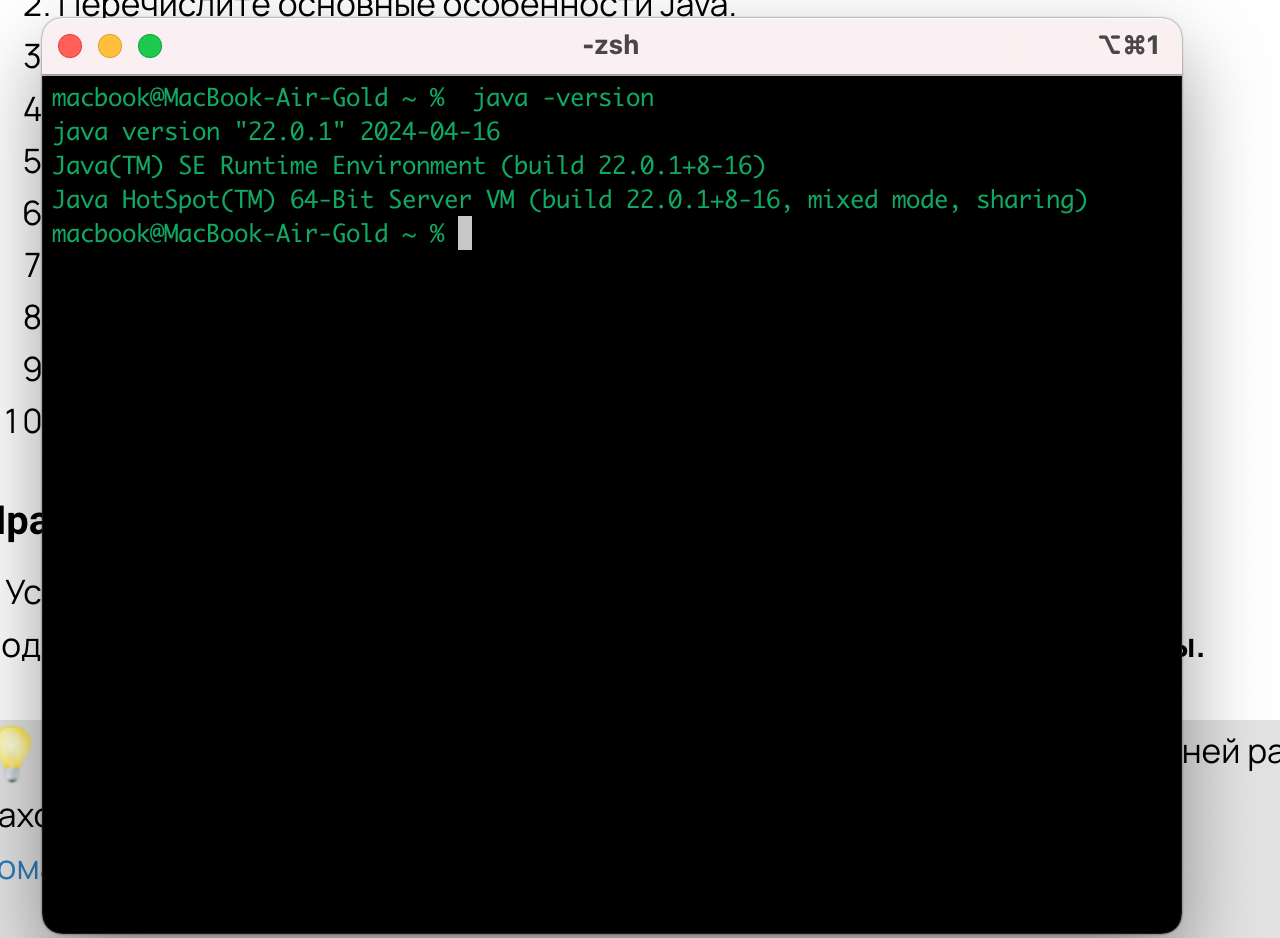 2. Перечислите основные особенности Java.
-zsh ⌥⌘1
3
4
5
6
7
8
9
10
macbook@MacBook-Air-Gold ~ %  java -version
java version "22.0.1" 2024-04-16
Java(TM) SE Runtime Environment (build 22.0.1+8-16)
Java HotSpot(TM) 64-Bit Server VM (build 22.0.1+8-16, mixed mode, sharing)
macbook@MacBook-Air-Gold ~ %
Ус
од
ы.
ней ра